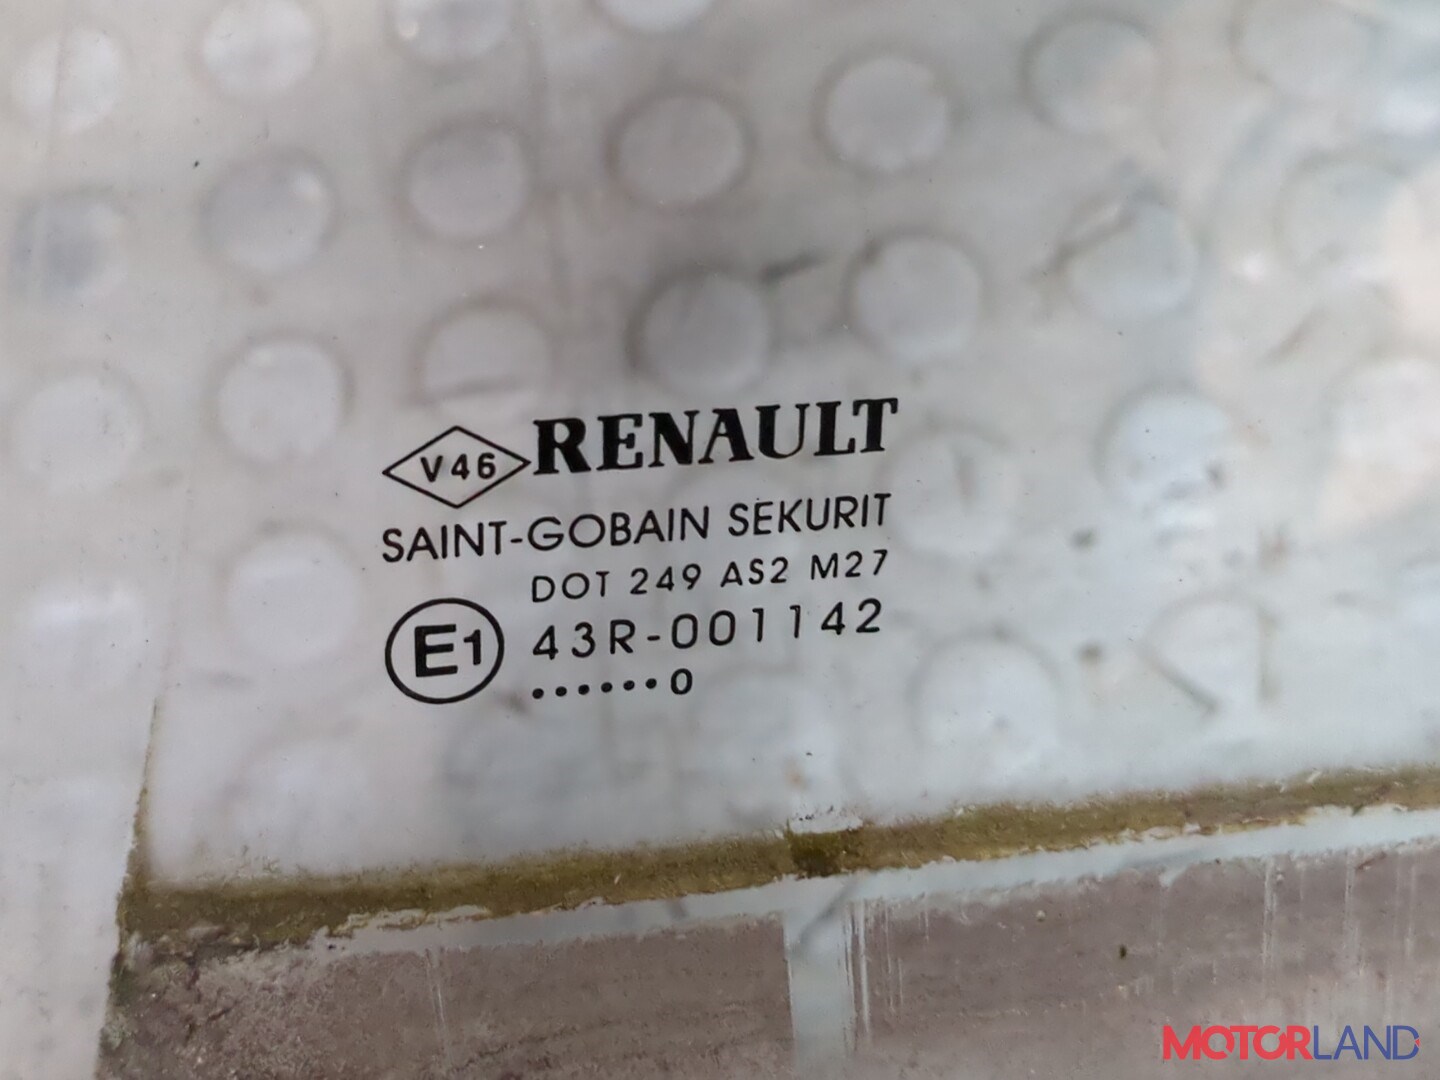 V46 RENAULT
SAINT-GOBAIN SEKURIT
DOT 249 AS2 M27
E1 43R-001142
......0
MOTORLAND